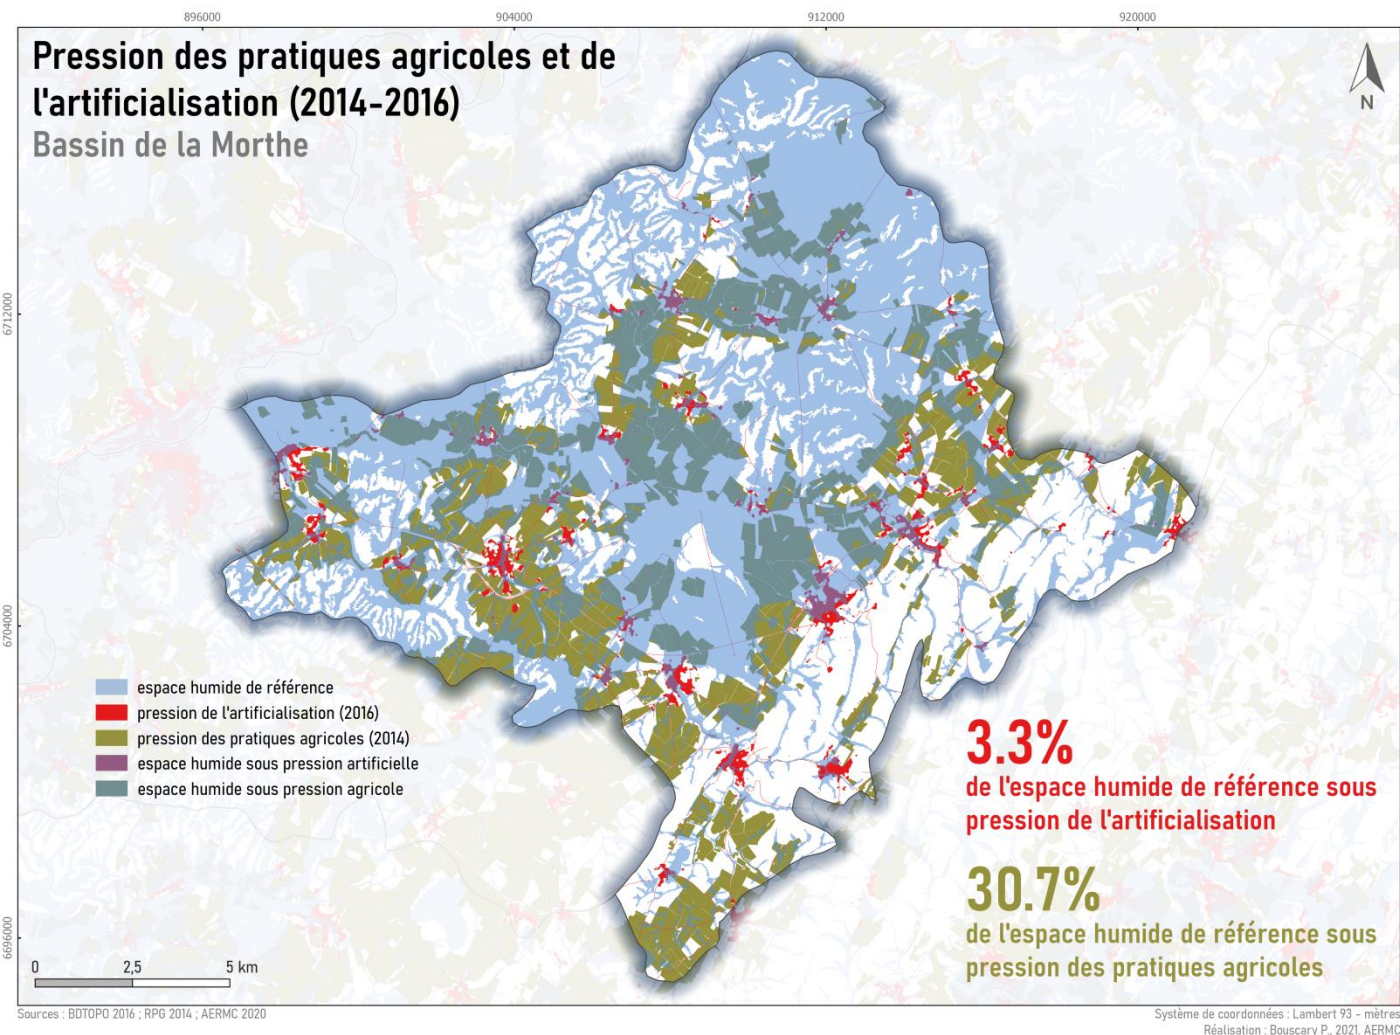 896000
904000
912000
920000
Pression des pratiques agricoles et de
l'artificialisation (2014-2016)
Bassin de la Morthe
N
6712000
6704000
6696000
espace humide de référence
pression de l'artificialisation (2016)
pression des pratiques agricoles (2014)
espace humide sous pression artificielle
espace humide sous pression agricole
3.3%
de l'espace humide de référence sous
pression de l'artificialisation
30.7%
de l'espace humide de référence sous
pression des pratiques agricoles
0 2,5 5 km
Sources : BDTOPO 2016 ; RPG 2014 ; AERMC 2020
Système de coordonnées : Lambert 93 - mètres
Réalisation : Bouscary P., 2021, AERMC